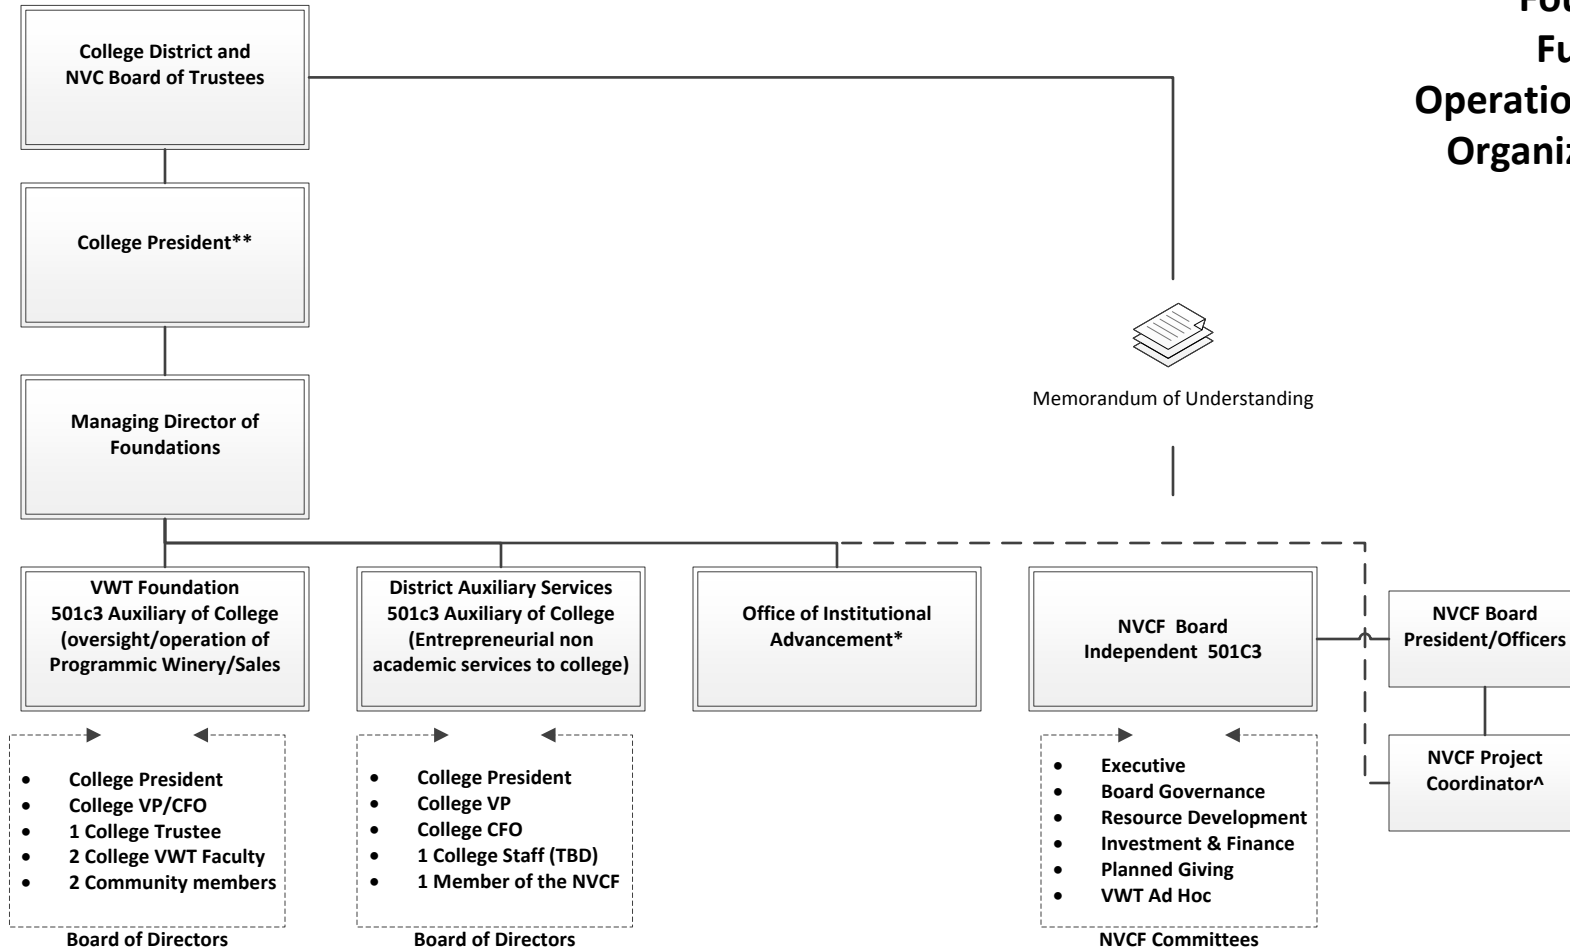 College District and
NVC Board of Trustees
Operatio
Organiz
College President**
Memorandum of Understanding
Managing Director of
Foundations
VWT Foundation
501c3 Auxiliary of College
(oversight/operation of
Programmic Winery/Sales
District Auxiliary Services
501c3 Auxiliary of College
(Entrepreneurial non
academic services to college)
Office of Institutional
Advancement*
NVCF Board
Independent 501C3
NVCF Board
President/Officers
NVCF Project
Coordinator^
• College President
• College VP/CFO
• 1 College Trustee
• 2 College VWT Faculty
• 2 Community members
Board of Directors
• College President
• College VP
• College CFO
• 1 College Staff (TBD)
• 1 Member of the NVCF
Board of Directors
• Executive
• Board Governance
• Resource Development
• Investment & Finance
• Planned Giving
• VWT Ad Hoc
NVCF Committees